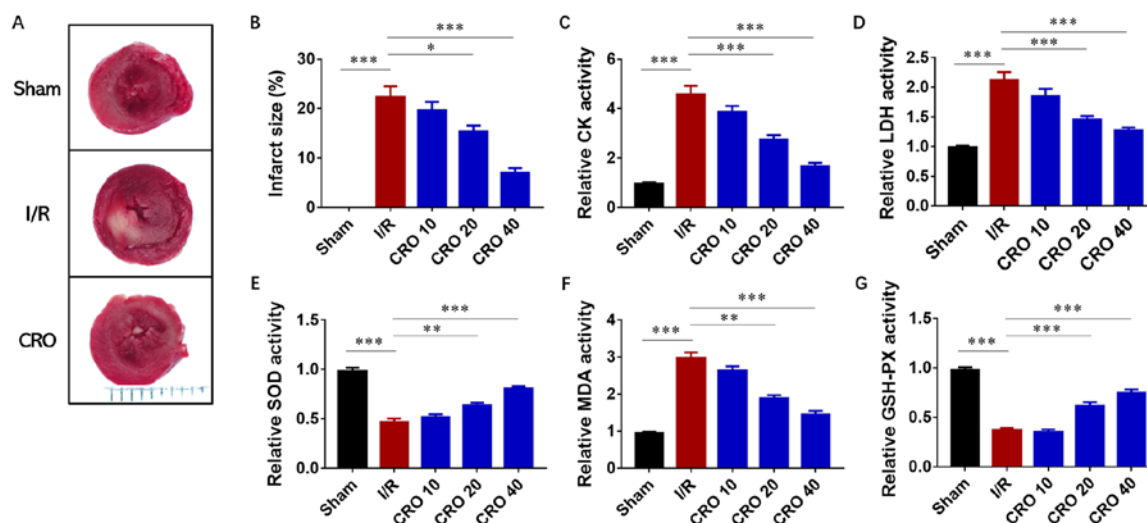 A
Sham
I/R
CRO
B
***
*
***
Infarct size (%)
30
20
10
0
Sham
I/R
CRO 10
CRO 20
CRO 40
C
***
***
***
Relative CK activity
6
4
2
0
Sham
I/R
CRO 10
CRO 20
CRO 40
D
***
***
***
Relative LDH activity
2.5
2.0
1.5
1.0
0.5
0.0
Sham
I/R
CRO 10
CRO 20
CRO 40
E
***
**
***
Relative SOD activity
1.5
1.0
0.5
0.0
Sham
I/R
CRO 10
CRO 20
CRO 40
F
***
**
***
Relative MDA activity
4
3
2
1
0
Sham
I/R
CRO 10
CRO 20
CRO 40
G
***
***
***
Relative GSH-PX activity
1.5
1.0
0.5
0.0
Sham
I/R
CRO 10
CRO 20
CRO 40